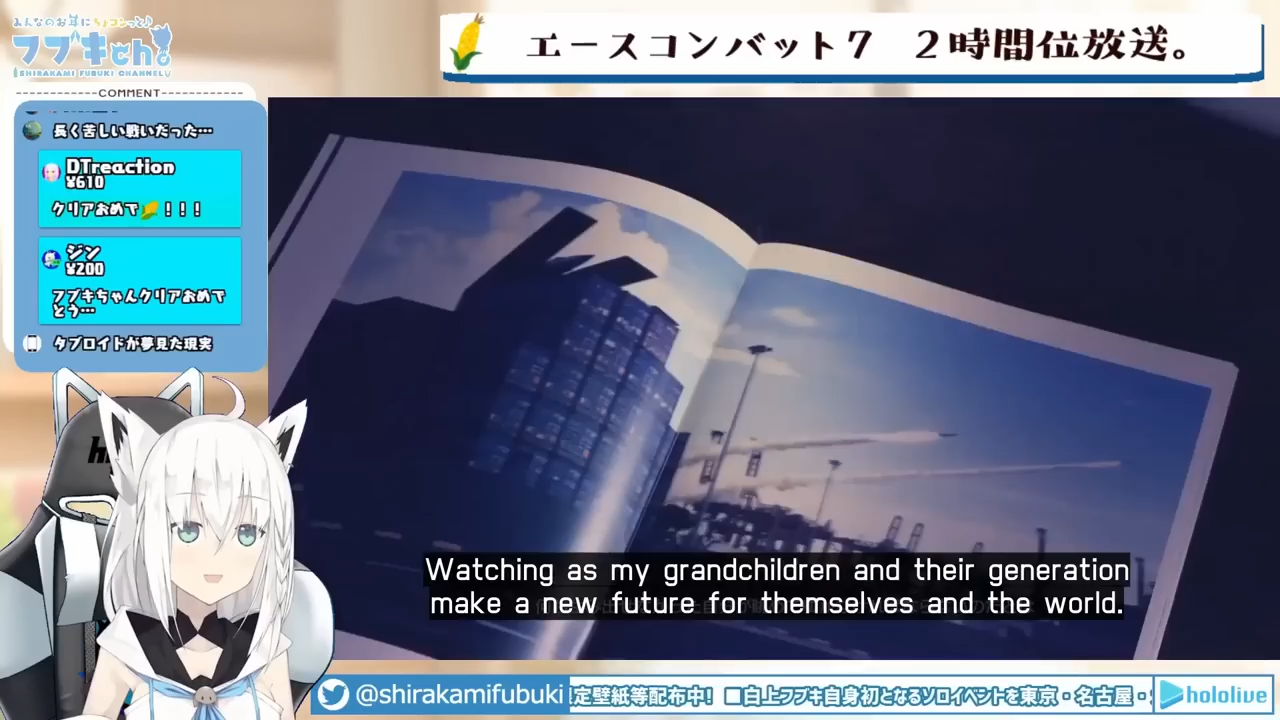 みんなのお耳にちょコンっと♪
フブキch!
SHIRAKAMI FUBUKI CHANNEL
エースコンバット7 2時間位放送。
COMMENT
長く苦しい戦いだった…
DTreaction
¥610
クリアおめで🌽!!!
ジン
¥200
フブキちゃんクリアおめで
とう…
タブロイドが夢見た現実
Watching as my grandchildren and their generation
make a new future for themselves and the world.
@shirakamifubuki
定壁紙等配布中! ■白上フブキ自身初となるソロイベントを東京・名古屋・
hololive